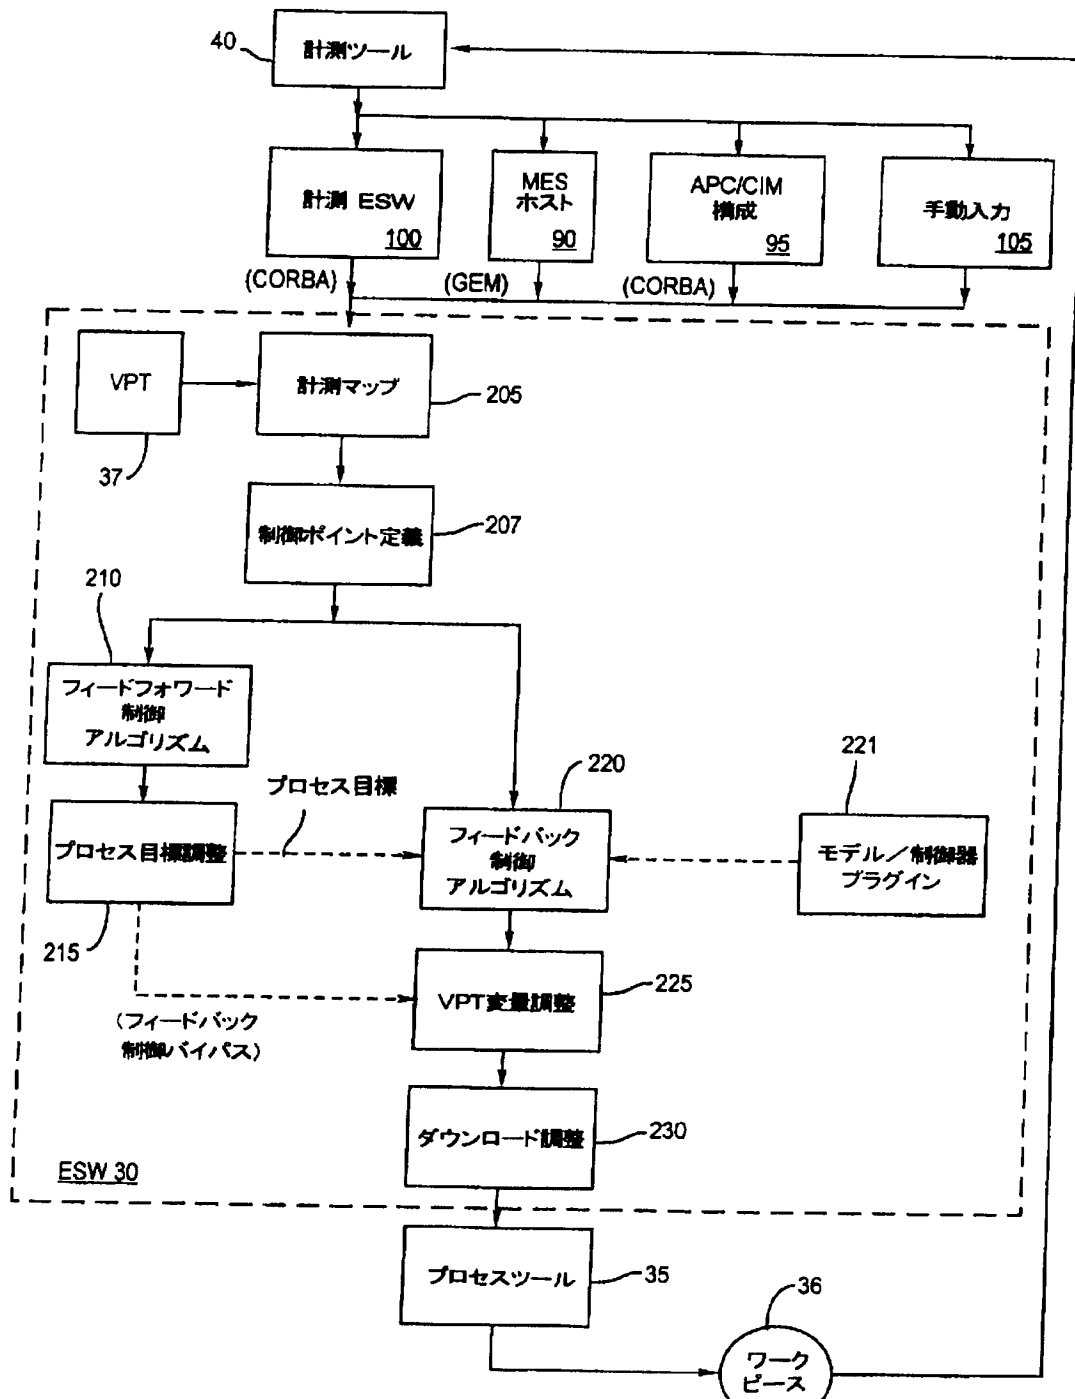 40
計測ツール
計測 ESW
100
MES
ホスト
90
APC/CIM
構成
95
手動入力
105
(CORBA)
(GEM)
(CORBA)
VPT
37
計測マップ
205
制御ポイント定義
207
210
フィードフォワード
制御
アルゴリズム
プロセス目標
220
221
プロセス目標調整
215
フィードバック
制御
アルゴリズム
モデル／制御器
プラグイン
(フィードバック
制御バイパス)
VPT変量調整
225
ダウンロード調整
230
ESW 30
プロセスツール
35
36
ワーク
ピース